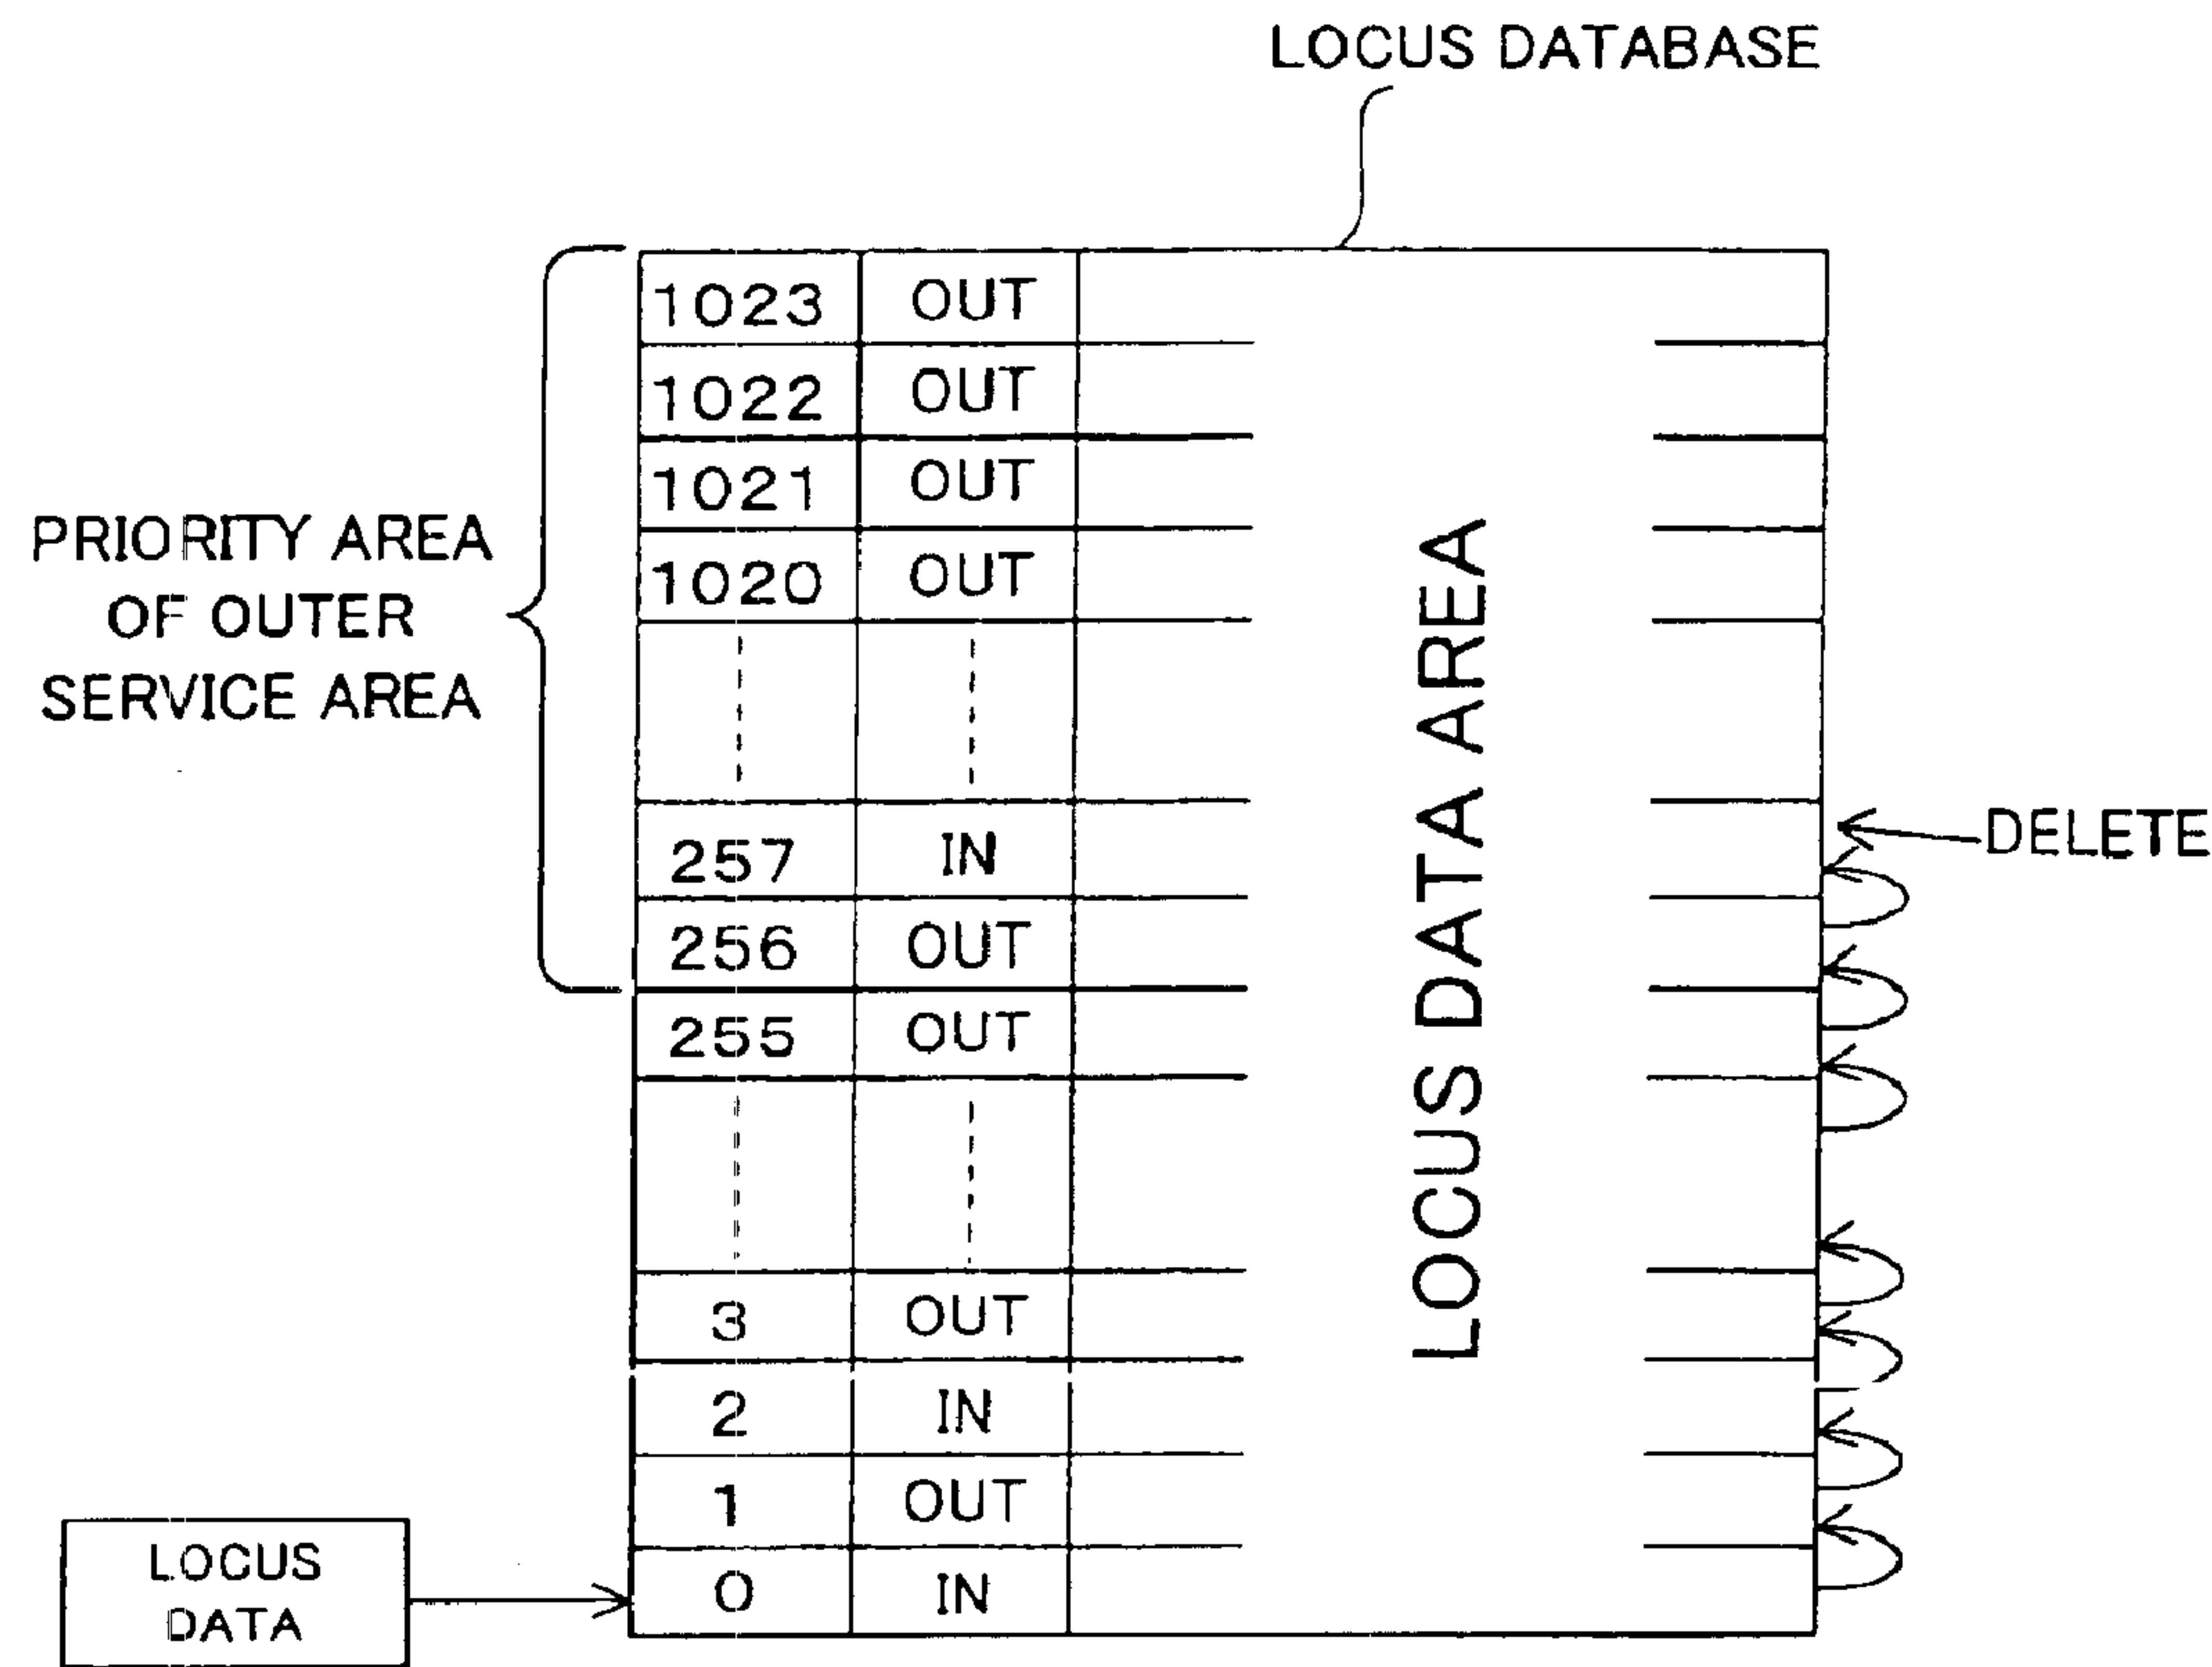 LOCUS DATABASE
1023 OUT
1022 OUT
1021 OUT
1020 OUT
PRIORITY AREA
OF OUTER
SERVICE AREA
LOCUS DATA AREA
257 IN
DELETE
256 OUT
255 OUT
3 OUT
2 IN
1 OUT
0 IN
LOCUS
DATA